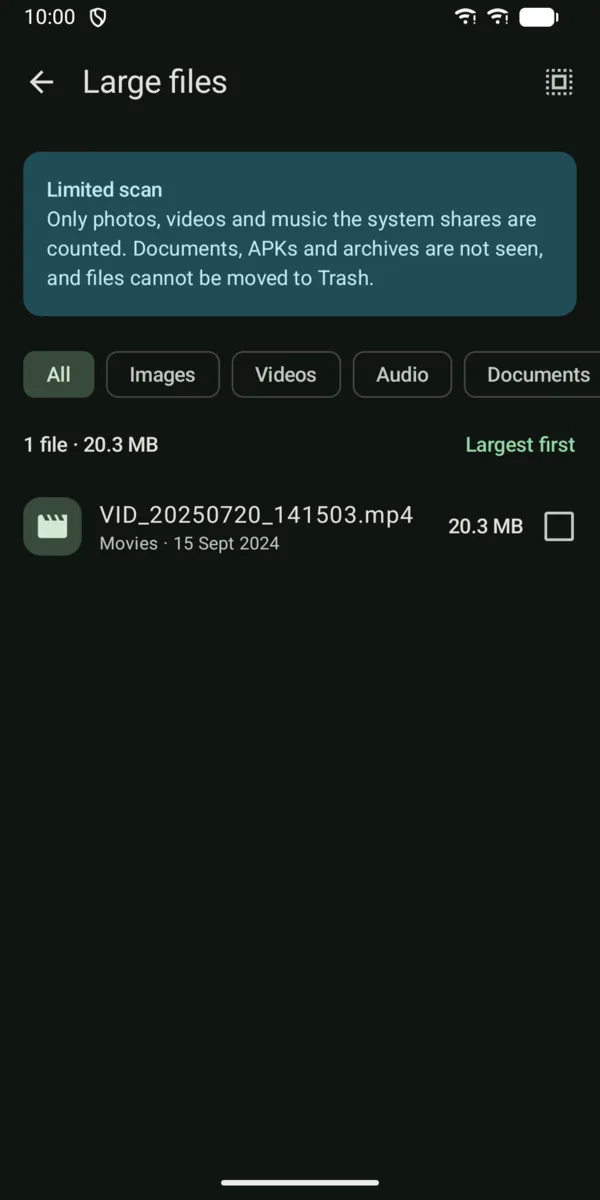 10:00
Large files
Limited scan
Only photos, videos and music the system shares are
counted. Documents, APKs and archives are not seen,
and files cannot be moved to Trash.
All Images Videos Audio Documents
1 file · 20.3 MB Largest first
VID_20250720_141503.mp4
Movies · 15 Sept 2024
20.3 MB